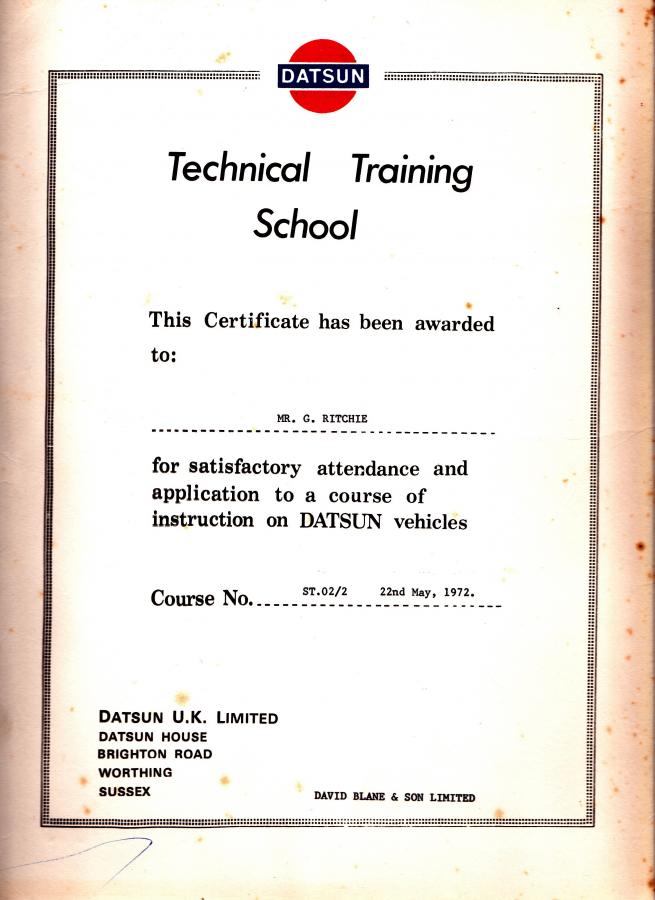 DATSUN
Technical Training
School
This Certificate has been awarded
to:
MR. G. RITCHIE
for satisfactory attendance and
application to a course of
instruction on DATSUN vehicles
Course No. ST.02/2 22nd May, 1972.
DATSUN U.K. LIMITED
DATSUN HOUSE
BRIGHTON ROAD
WORTHING
SUSSEX
DAVID BLANE & SON LIMITED